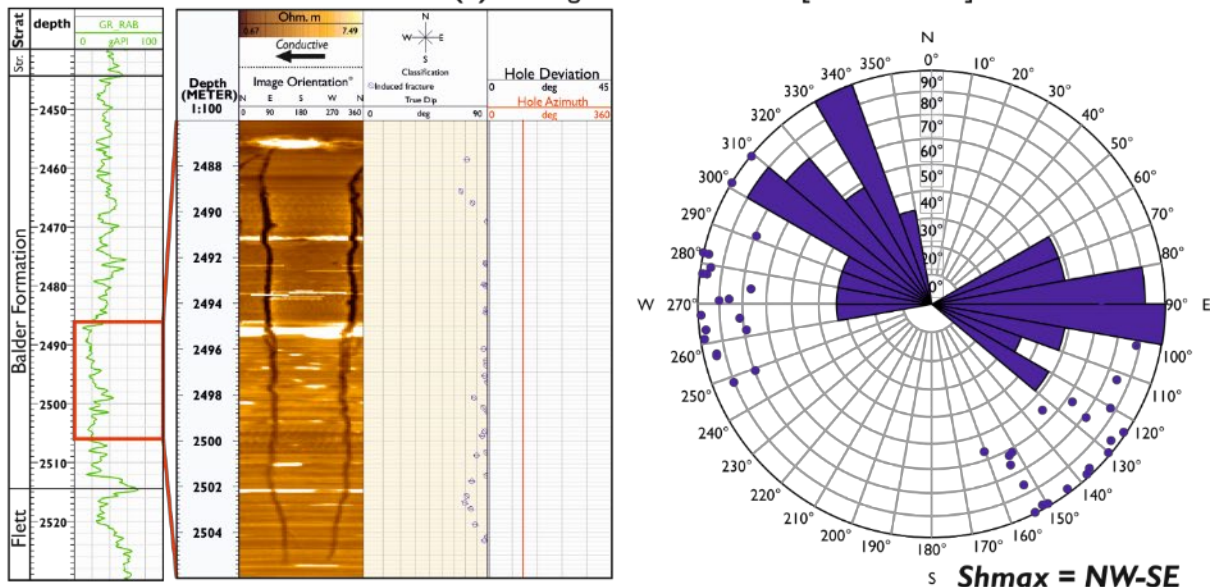 Strat
depth
GR_RAB
0 gAPI 100
Str.
Balder Formation
Flett
2450
2460
2470
2480
2490
2500
2510
2520
Depth
(METER)
1:100
2488
2490
2492
2494
2496
2498
2500
2502
2504
Ohm. m
0.67 7.49
Conductive
Image Orientation°
N E S W N
0 90 180 270 360
N
W E
S
Classification
Induced fracture
True Dip
0 deg 90
Hole Deviation
0 deg 45
Hole Azimuth
0 deg 360
N
0°
10°
20°
30°
40°
50°
60°
70°
80°
90° E
100°
110°
120°
130°
140°
150°
160°
170°
180°
S
190°
200°
210°
220°
230°
240°
250°
260°
W 270°
280°
290°
300°
310°
320°
330°
340°
350°
90°
80°
70°
60°
50°
40°
30°
20°
0°
Shmax = NW-SE